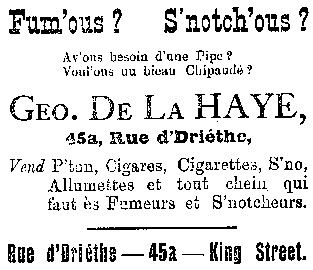 Fum'ous ? S'notch'ous ?
Av'ons besoin d'une Pipe ?
Voul'ons un bieau Chipaudé ?
GEO. DE LA HAYE,
45a, Rue d'Driéthe,
Vend P'tun, Cigares, Cigarettes, S'no,
Allumettes et tout chein qui
faut ès Fumeurs et S'notcheurs.
Rue d'Driéthe — 45a — King Street.